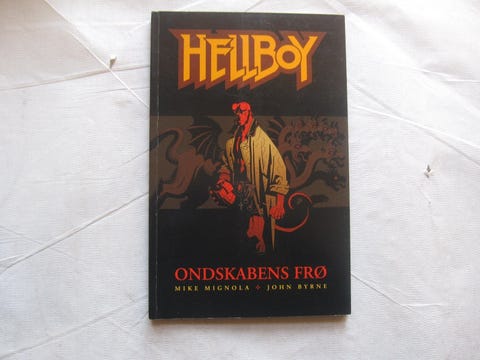 HELLBOY
ONDSKABENS FRØ
MIKE MIGNOLA + JOHN BYRNE